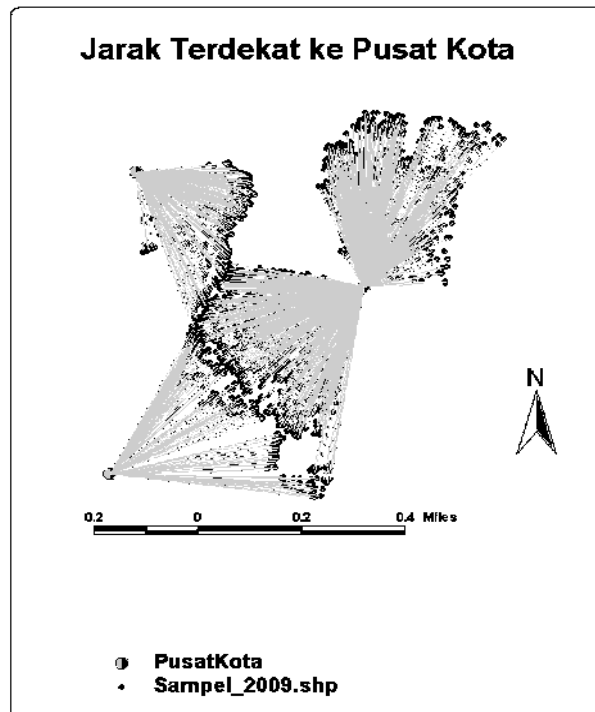 Jarak Terdekat ke Pusat Kota
N
0.2 0 0.2 0.4 Miles
PusatKota
Sampel_2009.shp